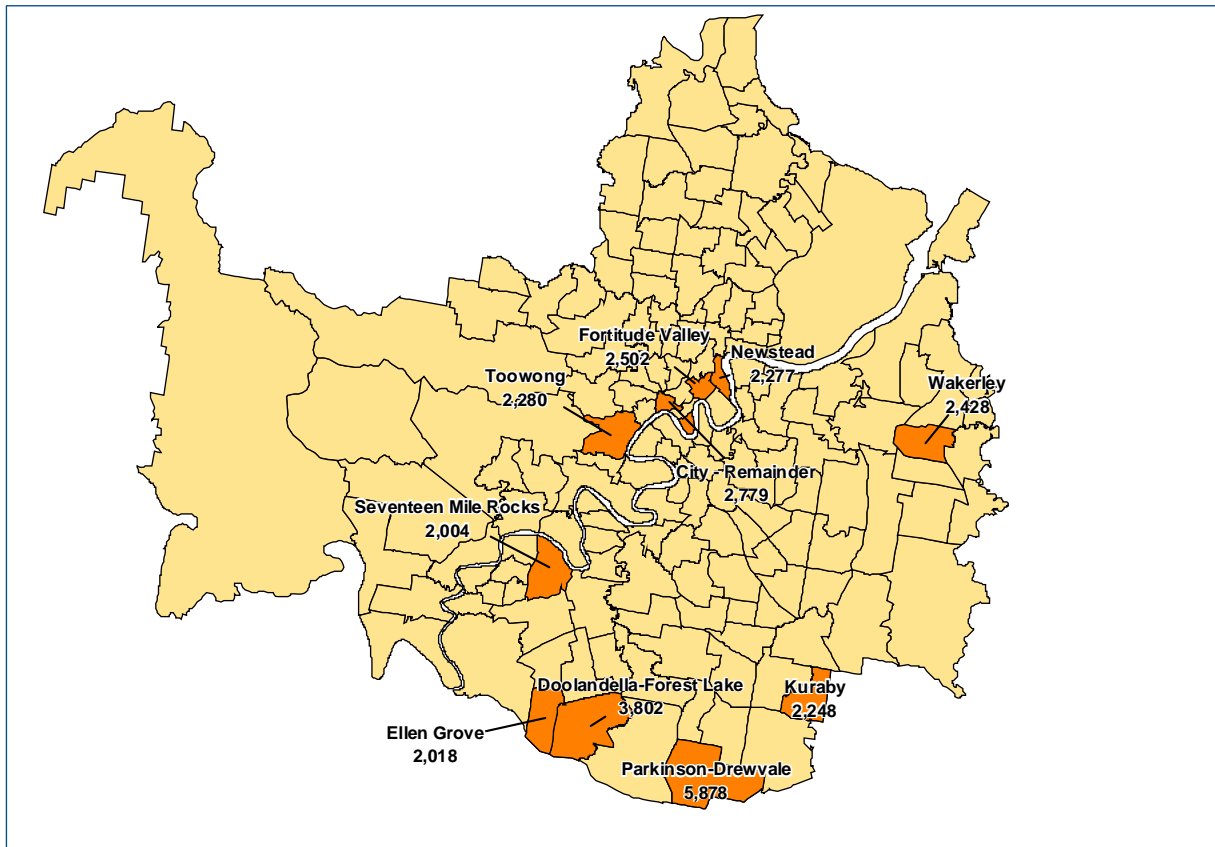 Fortitude Valley
2,502
Newstead
2,277
Toowong
2,280
Wakerley
2,428
City - Remainder
2,779
Seventeen Mile Rocks
2,004
Doolandella-Forest Lake
3,802
Kuraby
2,248
Ellen Grove
2,018
Parkinson-Drewvale
5,878